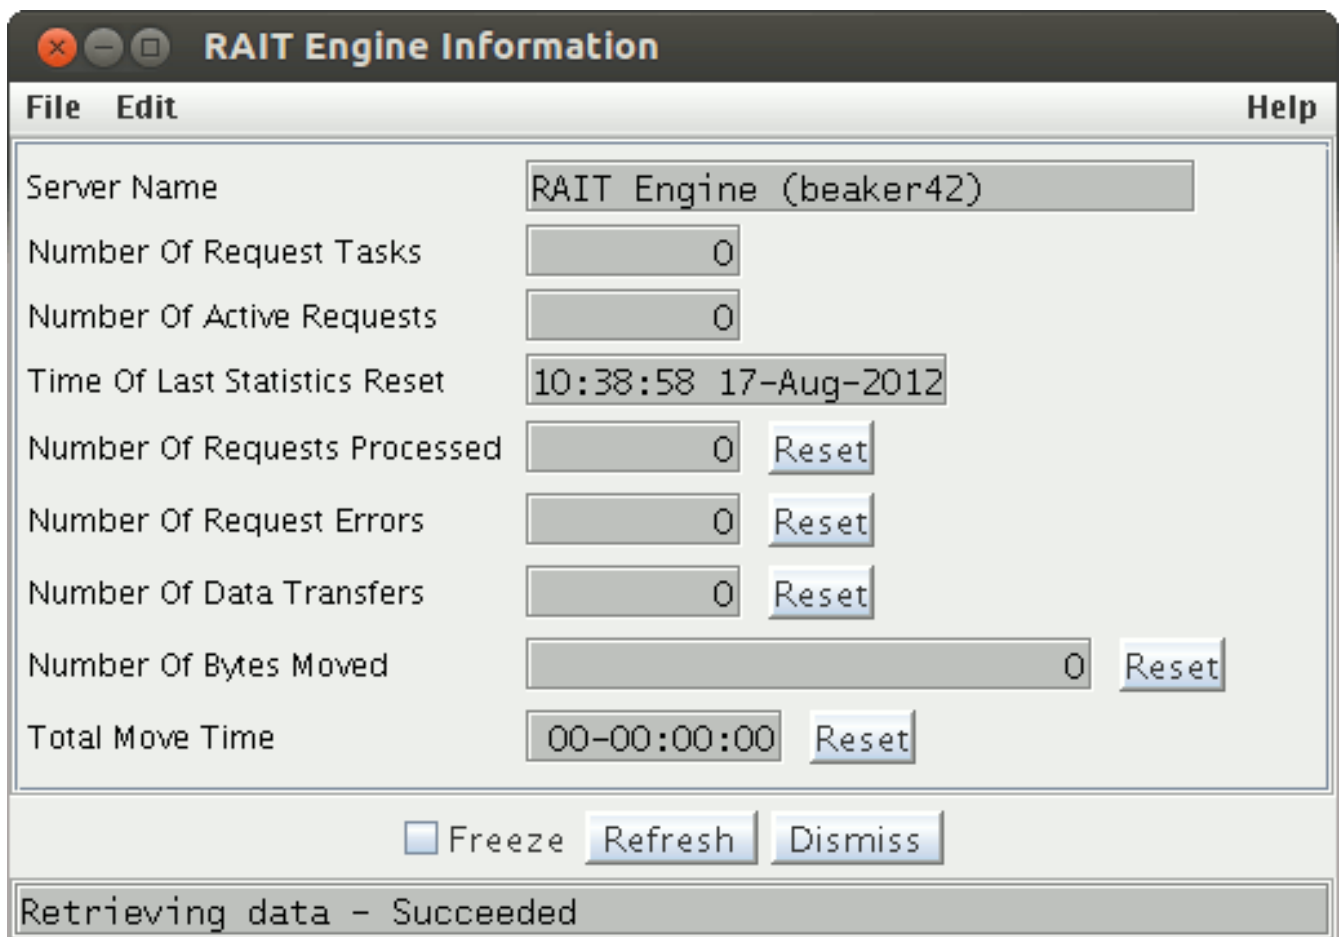 RAIT Engine Information
File Edit Help
Server Name RAIT Engine (beaker42)
Number Of Request Tasks 0
Number Of Active Requests 0
Time Of Last Statistics Reset 10:38:58 17-Aug-2012
Number Of Requests Processed 0 Reset
Number Of Request Errors 0 Reset
Number Of Data Transfers 0 Reset
Number Of Bytes Moved 0 Reset
Total Move Time 00-00:00:00 Reset
Freeze Refresh Dismiss
Retrieving data - Succeeded